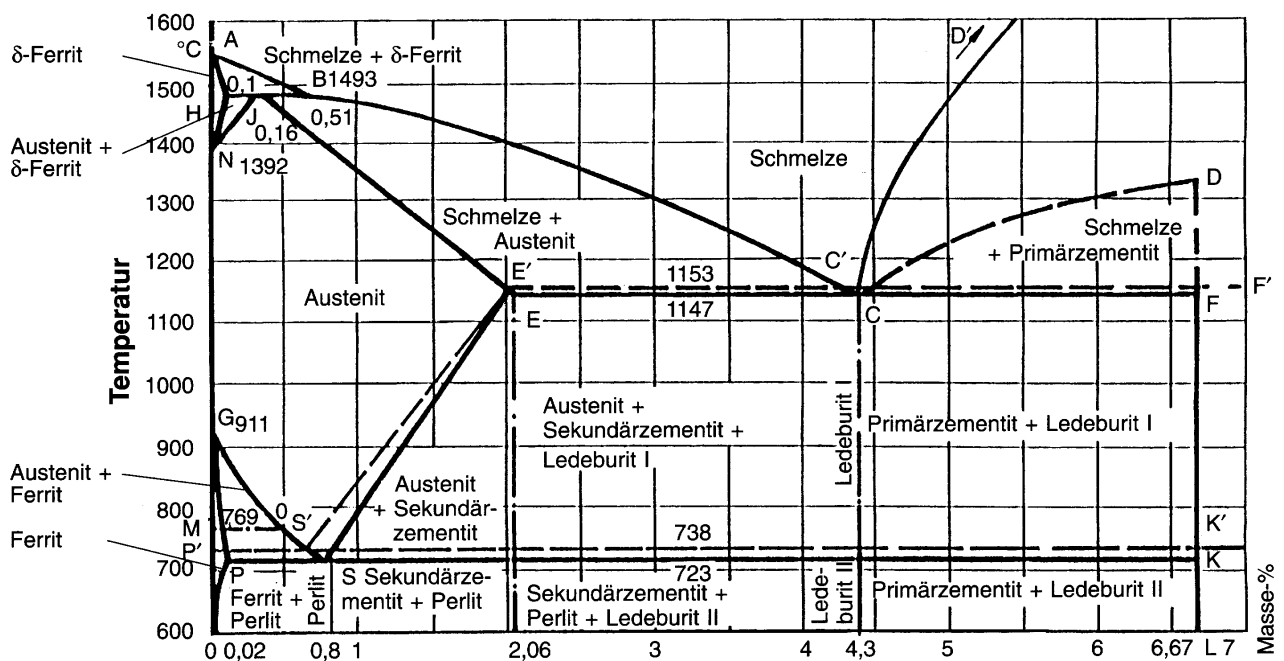 1600
°C
A
D′
δ-Ferrit
Schmelze + δ-Ferrit
0,1
B1493
1500
H
J
0,51
0,16
Austenit +
δ-Ferrit
1400
N
1392
Schmelze
1300
D
Schmelze +
Austenit
Schmelze
+ Primärzementit
1200
E′
1153
C′
F′
Temperatur
Austenit
1147
F
1100
E
C
1000
G911
Austenit +
Sekundärzementit +
Ledeburit I
Ledeburit I
Primärzementit + Ledeburit I
900
Austenit +
Ferrit
Austenit
+ Sekundär-
zementit
800
M
769
0
S′
738
K′
Ferrit
P′
700
K
723
P
Ferrit +
Perlit
Perlit
S Sekundärze-
mentit + Perlit
Sekundärzementit +
Perlit + Ledeburit II
Lede-
burit II
Primärzementit + Ledeburit II
600
0 0,02 0,8 1 2,06 3 4 4,3 5 6 6,67 L 7
Masse-%